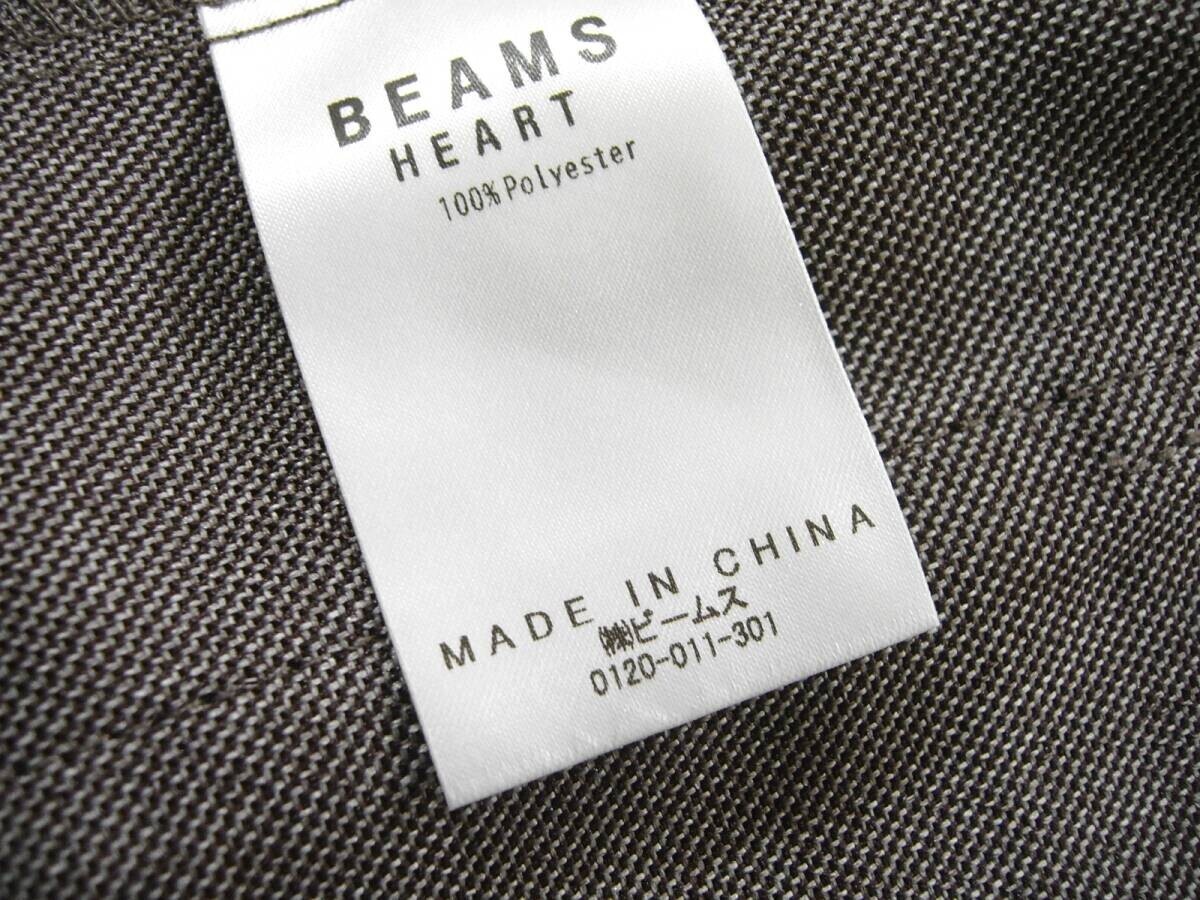 BEAMS
HEART
100%Polyester
MADE IN CHINA
㈱ビームス
0120-011-301